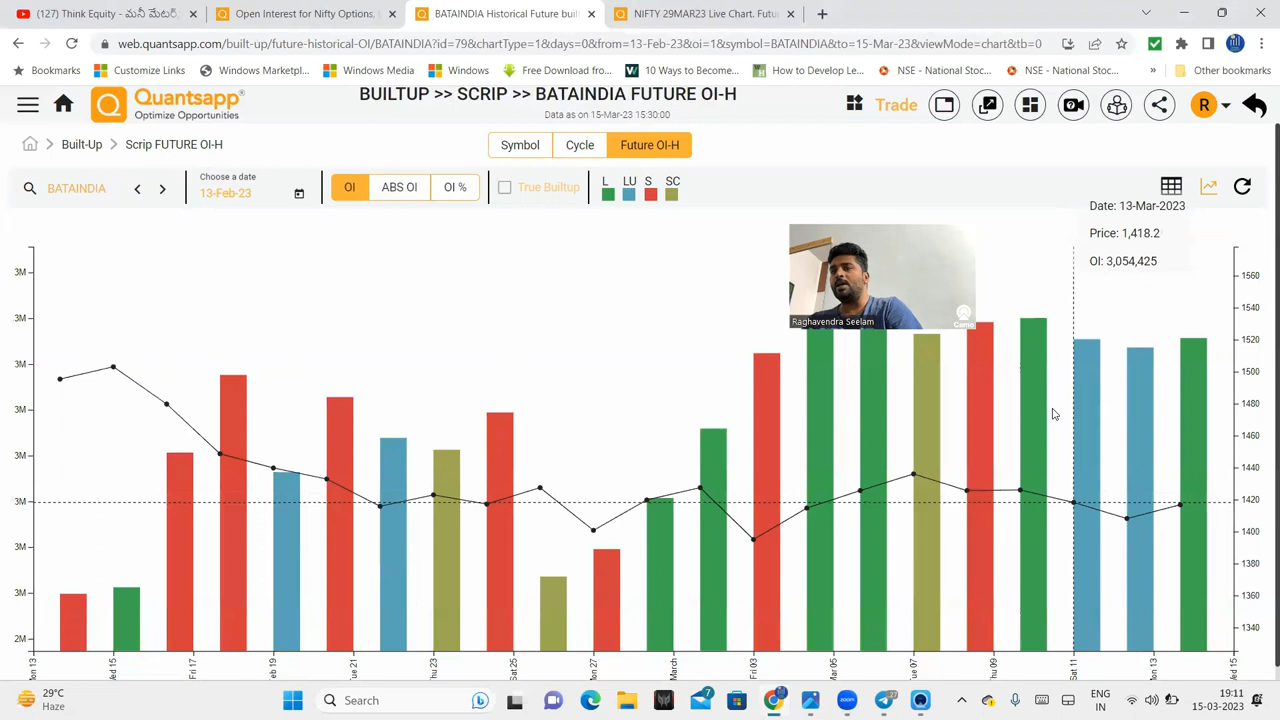 (127) Think Equity - మనీ మేటర్స్
Open Interest for Nifty Options,
BATAINDIA Historical Future buil
NIFTY 29MAR23 Live Chart. Futu
web.quantsapp.com/built-up/future-historical-OI/BATAINDIA?id=79&chartType=1&days=0&from=13-Feb-23&oi=1&symbol=BATAINDIA&to=15-Mar-23&viewMode=chart&tb=0
Bookmarks
Customize Links
Windows Marketpl...
Windows Media
Windows
Free Download fro...
10 Ways to Become...
How to Develop Le...
NSE - National Stoc...
NSE - National Stoc...
»
Other bookmarks
Quantsapp
Optimize Opportunities
BUILTUP >> SCRIP >> BATAINDIA FUTURE OI-H
Data as on 15-Mar-23 15:30:00
Trade
R
Built-Up
Scrip FUTURE OI-H
Symbol
Cycle
Future OI-H
BATAINDIA
Choose a date
13-Feb-23
OI
ABS OI
OI %
True Builtup
L
LU
S
SC
Date: 13-Mar-2023
Price: 1,418.2
OI: 3,054,425
Raghavendra Seelam
Camo
3M
3M
3M
3M
3M
3M
3M
3M
2M
1560
1540
1520
1500
1480
1460
1440
1420
1400
1380
1360
1340
Fri 17
Feb 19
Sat 25
March
Fri 03
Sat 11
29°C
Haze
Search
7
ENG
IN
19:11
15-03-2023